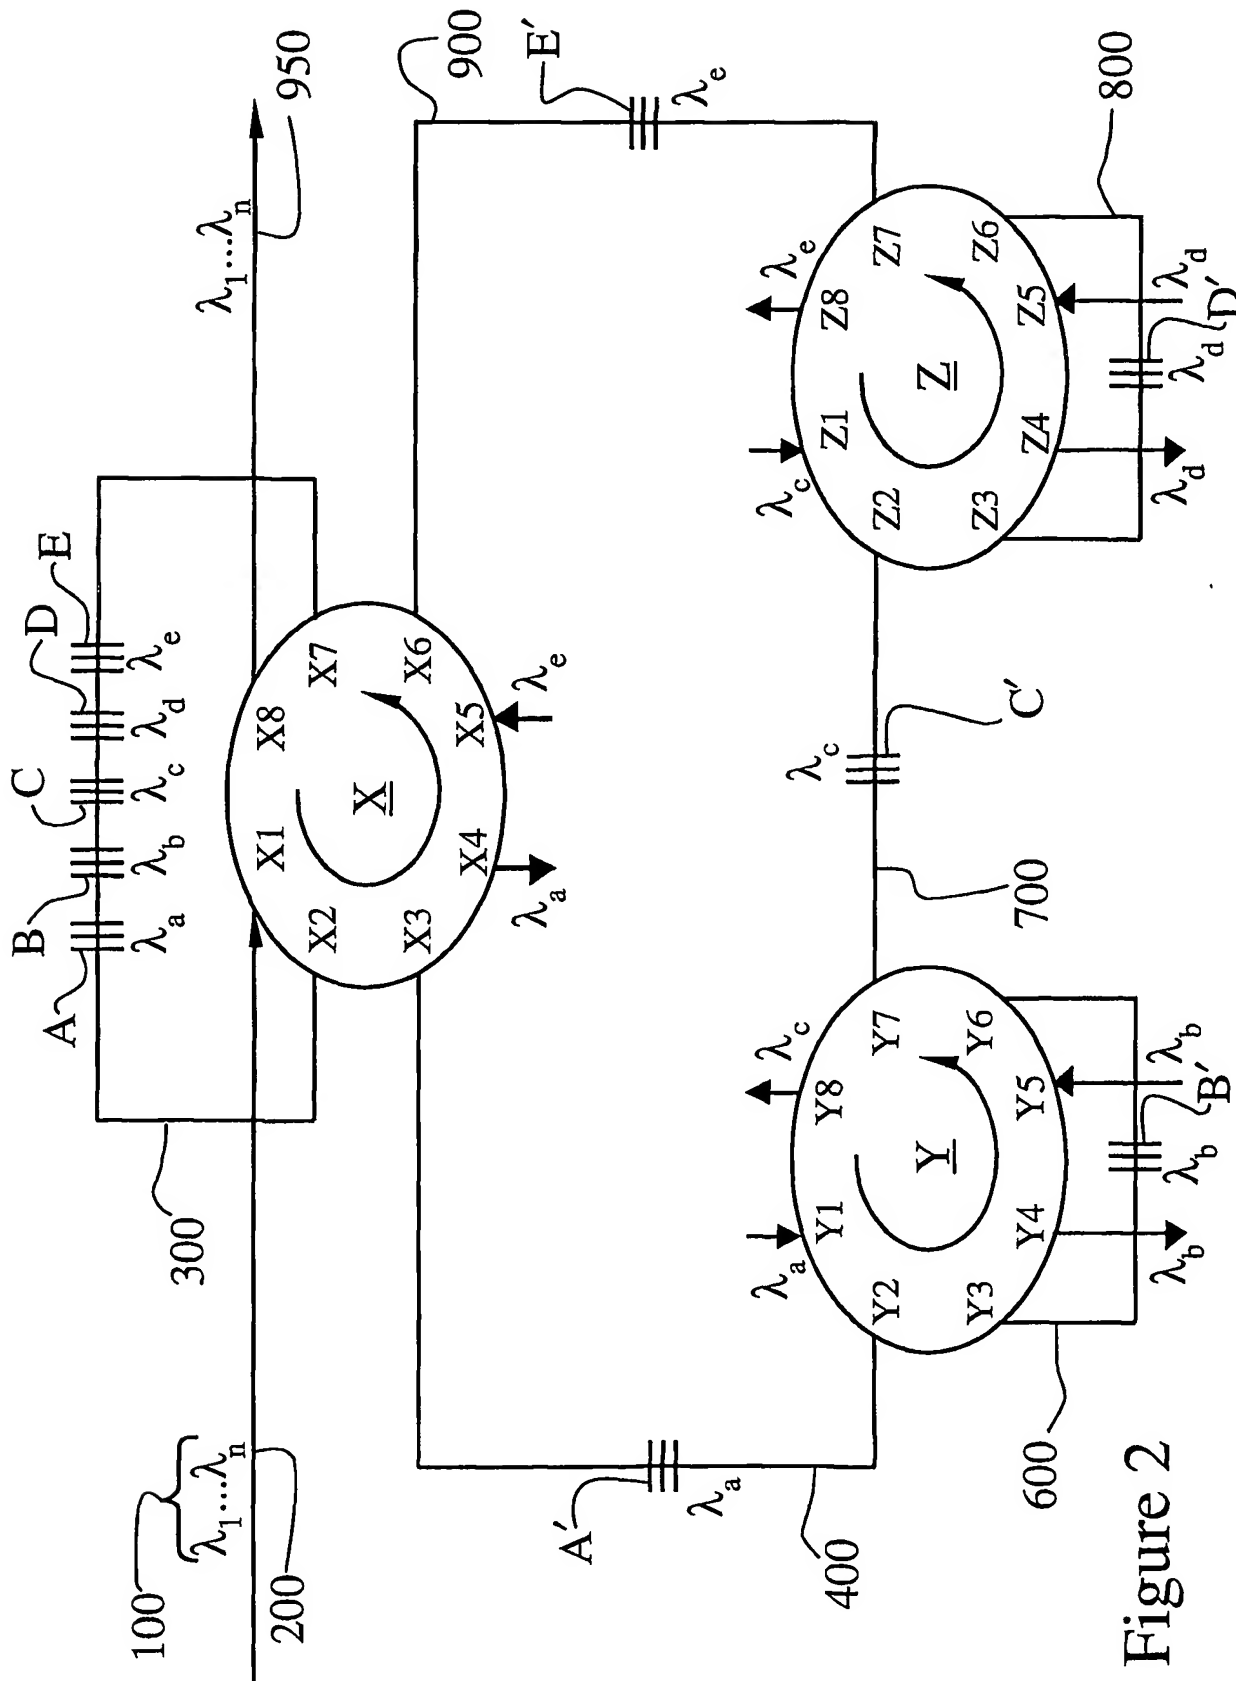 100
λ1....λn
200
300
A
B
C
D
E
λa
λb
λc
λd
λe
λ1....λn
950
X1
X2
X3
X4
X5
X6
X7
X8
X
λa
λe
900
E′
λe
A′
λa
400
λa
λc
Y1
Y2
Y3
Y4
Y5
Y6
Y7
Y8
Y
λb
λb
λb
B′
600
700
λc
C′
λc
λe
Z1
Z2
Z3
Z4
Z5
Z6
Z7
Z8
Z
λd
λd
λd
D′
800
Figure 2